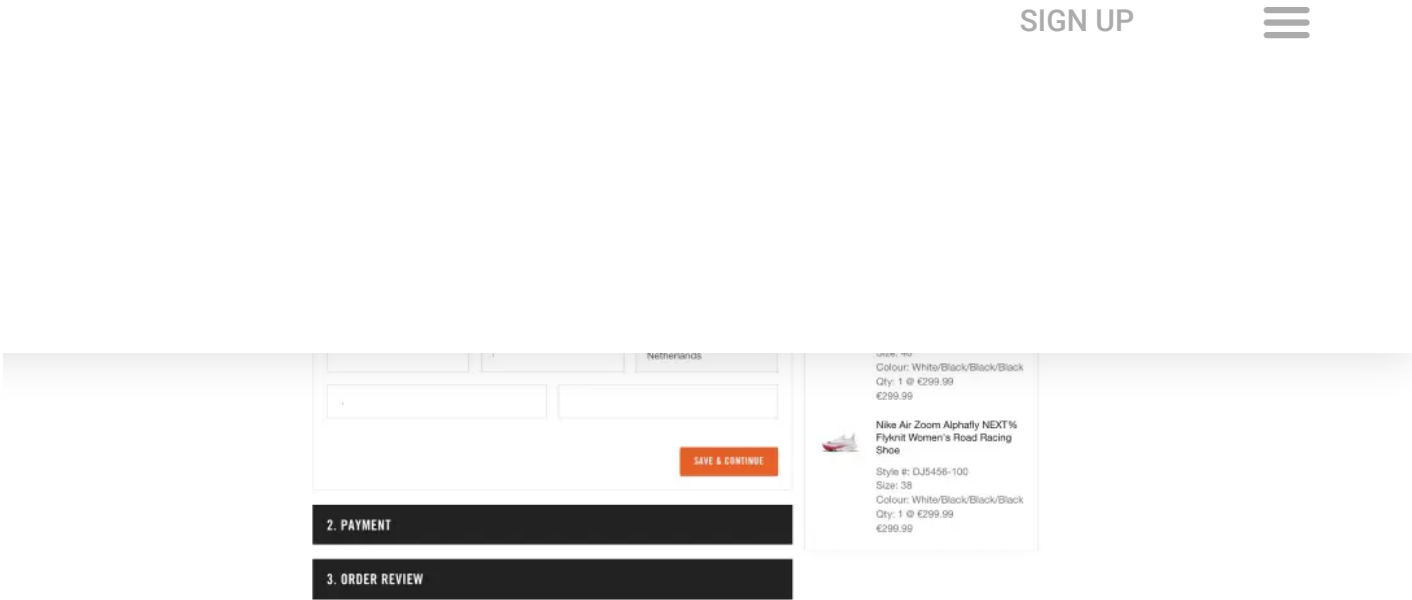 SIGN UP
Netherlands
Size: 40
Colour: White/Black/Black/Black
Qty: 1 @ €299.99
€299.99
Nike Air Zoom Alphafly NEXT%
Flyknit Women's Road Racing
Shoe
Style #: DJ5456-100
Size: 38
Colour: White/Black/Black/Black
Qty: 1 @ €299.99
€299.99
SAVE & CONTINUE
2. PAYMENT
3. ORDER REVIEW